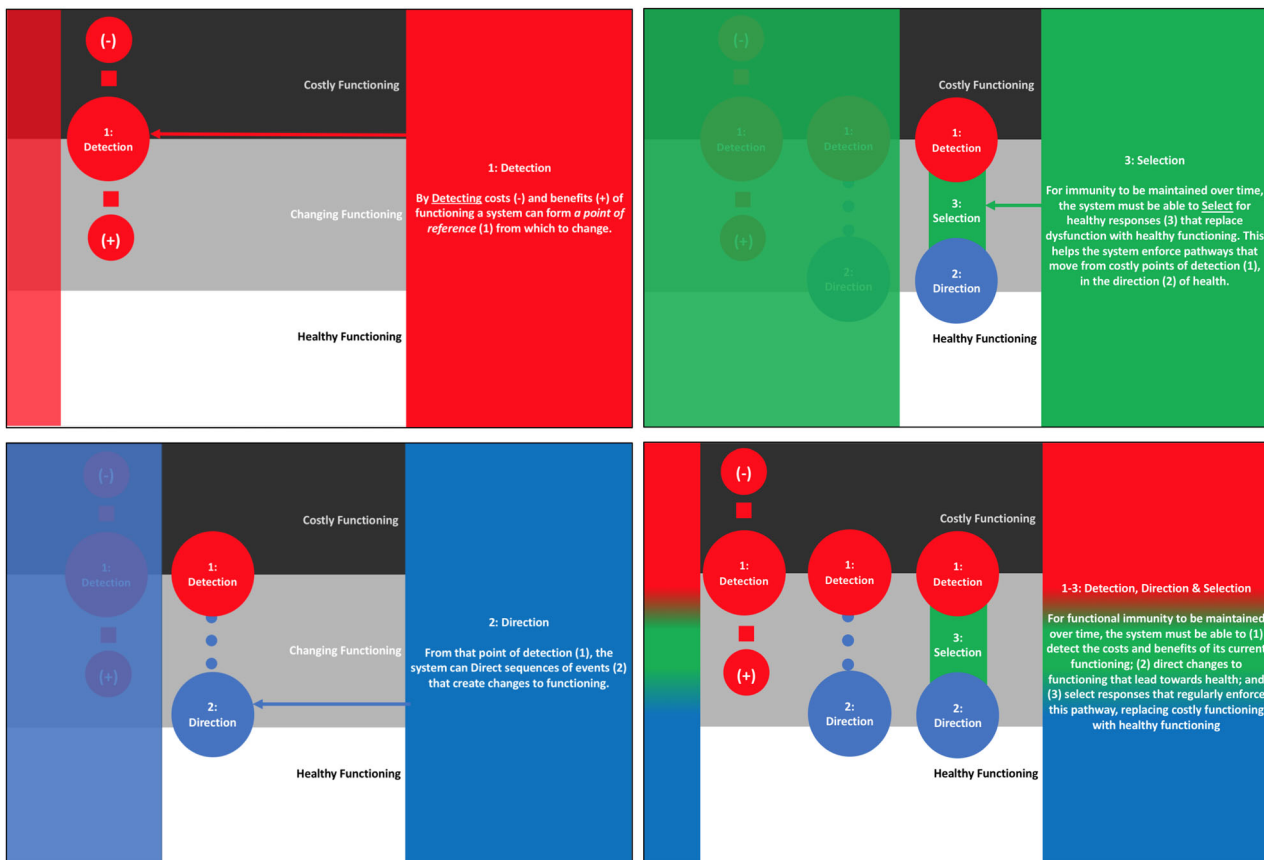 (-)
Costly Functioning
1:
Detection
Changing Functioning
(+)
Healthy Functioning
1: Detection
By Detecting costs (-) and benefits (+) of
functioning a system can form a point of
reference (1) from which to change.
(-)
Costly Functioning
1:
Detection
1:
Detection
1:
Detection
3:
Selection
(+)
2:
Direction
2:
Direction
Healthy Functioning
3: Selection
For immunity to be maintained over time,
the system must be able to Select for
healthy responses (3) that replace
dysfunction with healthy functioning. This
helps the system enforce pathways that
move from costly points of detection (1),
in the direction (2) of health.
(-)
Costly Functioning
1:
Detection
1:
Detection
Changing Functioning
(+)
2:
Direction
Healthy Functioning
2: Direction
From that point of detection (1), the
system can Direct sequences of events (2)
that create changes to functioning.
(-)
Costly Functioning
1:
Detection
1:
Detection
1:
Detection
3:
Selection
(+)
2:
Direction
2:
Direction
Healthy Functioning
1-3: Detection, Direction & Selection
For functional immunity to be maintained
over time, the system must be able to (1)
detect the costs and benefits of its current
functioning; (2) direct changes to
functioning that lead towards health; and
(3) select responses that regularly enforce
this pathway, replacing costly functioning
with healthy functioning